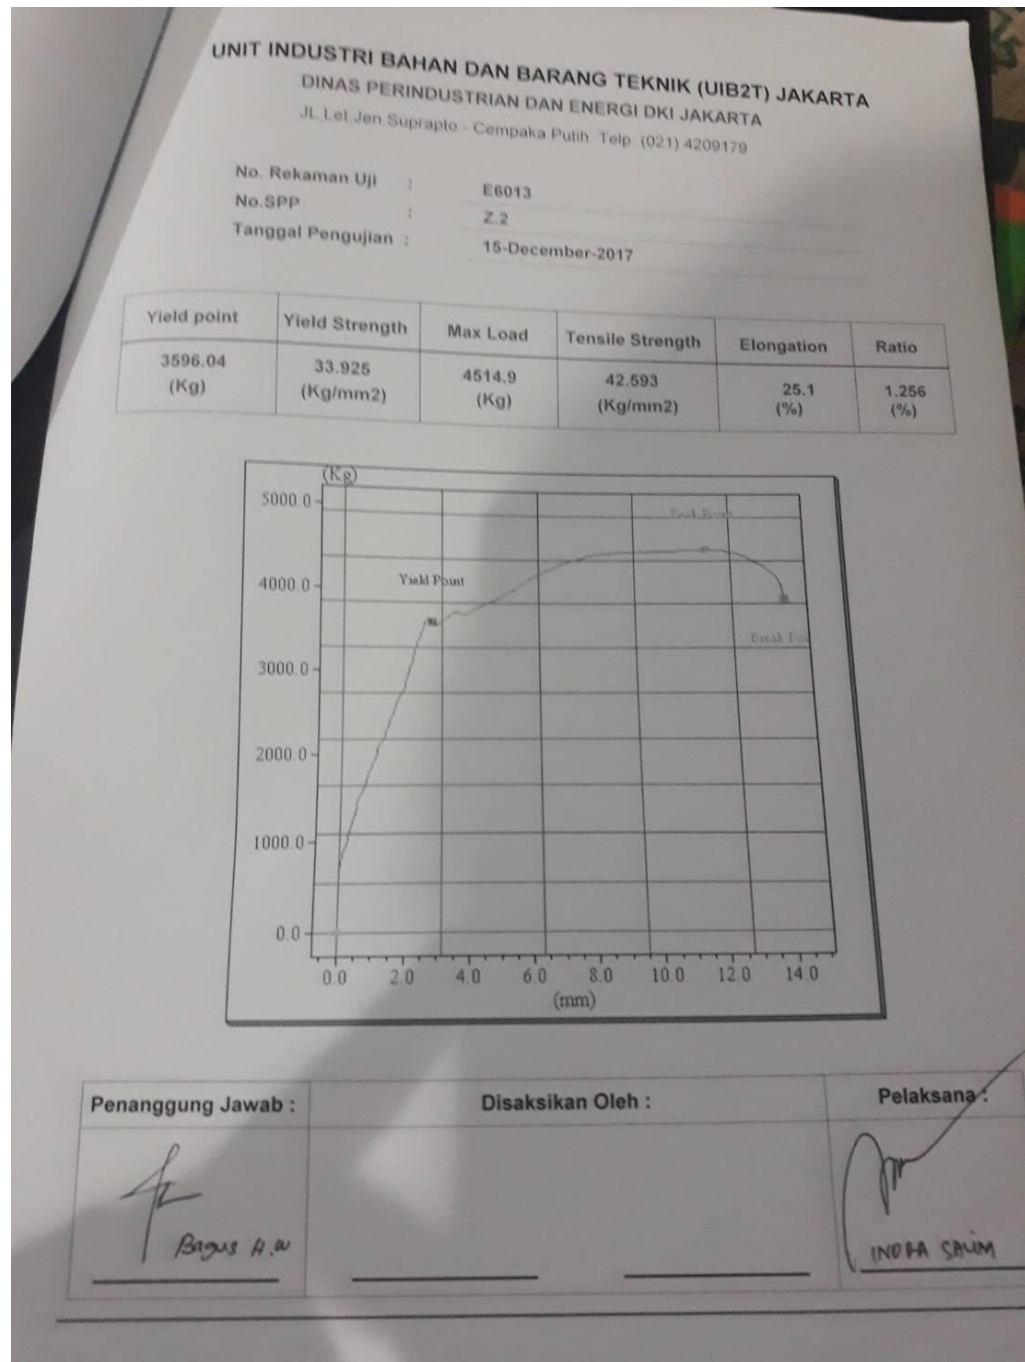 UNIT INDUSTRI BAHAN DAN BARANG TEKNIK (UIB2T) JAKARTA
DINAS PERINDUSTRIAN DAN ENERGI DKI JAKARTA
JL.Let.Jen.Suprapto - Cempaka Putih. Telp. (021) 4209179
No. Rekaman Uji : E6013
No.SPP : Z.2
Tanggal Pengujian : 15-December-2017
Yield point Yield Strength Max Load Tensile Strength Elongation Ratio
3596.04 33.925 4514.9 42.593 25.1 1.256
(Kg) (Kg/mm2) (Kg) (Kg/mm2) (%) (%)
(Kg)
5000.0
Peak Point
4000.0
Yield Point
Break
3000.0
2000.0
1000.0
0.0
0.0 2.0 4.0 6.0 8.0 10.0 12.0 14.0
(mm)
Penanggung Jawab : Disaksikan Oleh : Pelaksana :
Bagus H.W INDRA SALIM